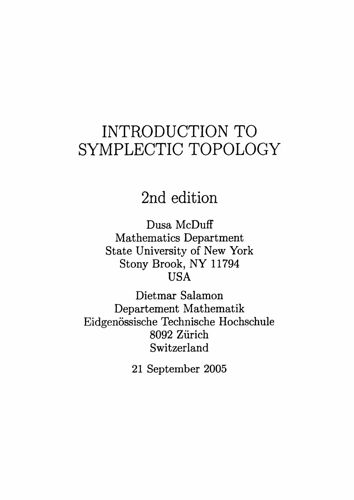 INTRODUCTION TO
SYMPLECTIC TOPOLOGY
2nd edition
Dusa McDuff
Mathematics Department
State University of New York
Stony Brook, NY 11794
USA
Dietmar Salamon
Departement Mathematik
Eidgenössische Technische Hochschule
8092 Zürich
Switzerland
21 September 2005